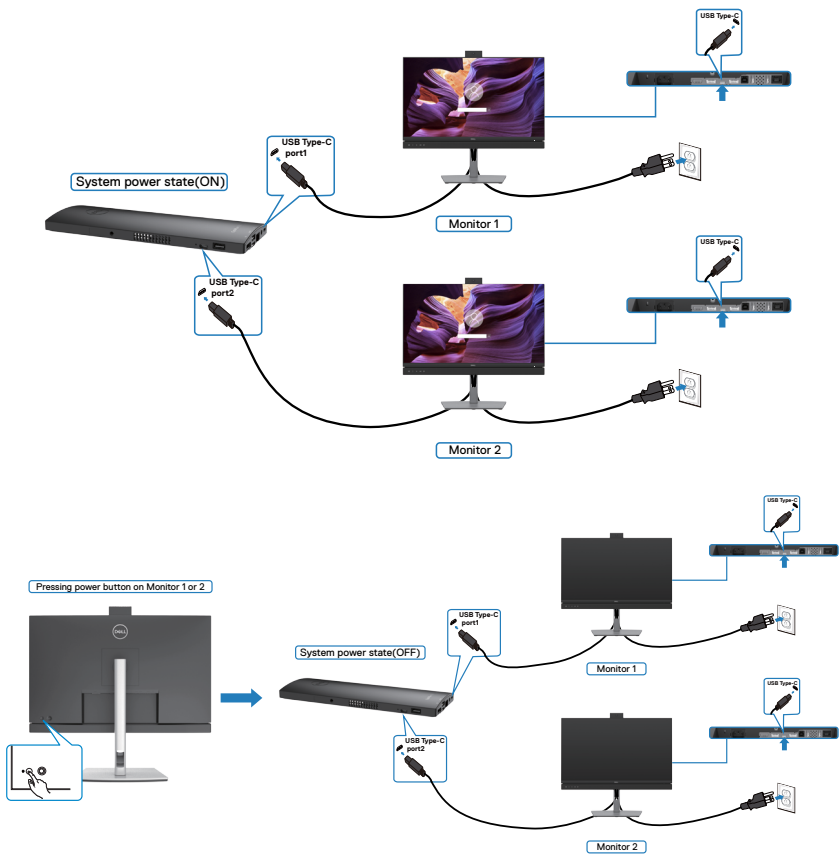 USB Type-C
USB Type-C
port1
System power state(ON)
Monitor 1
USB Type-C
USB Type-C
port2
Monitor 2
USB Type-C
Pressing power button on Monitor 1 or 2
DELL
USB Type-C
port1
System power state(OFF)
Monitor 1
USB Type-C
USB Type-C
port2
Monitor 2